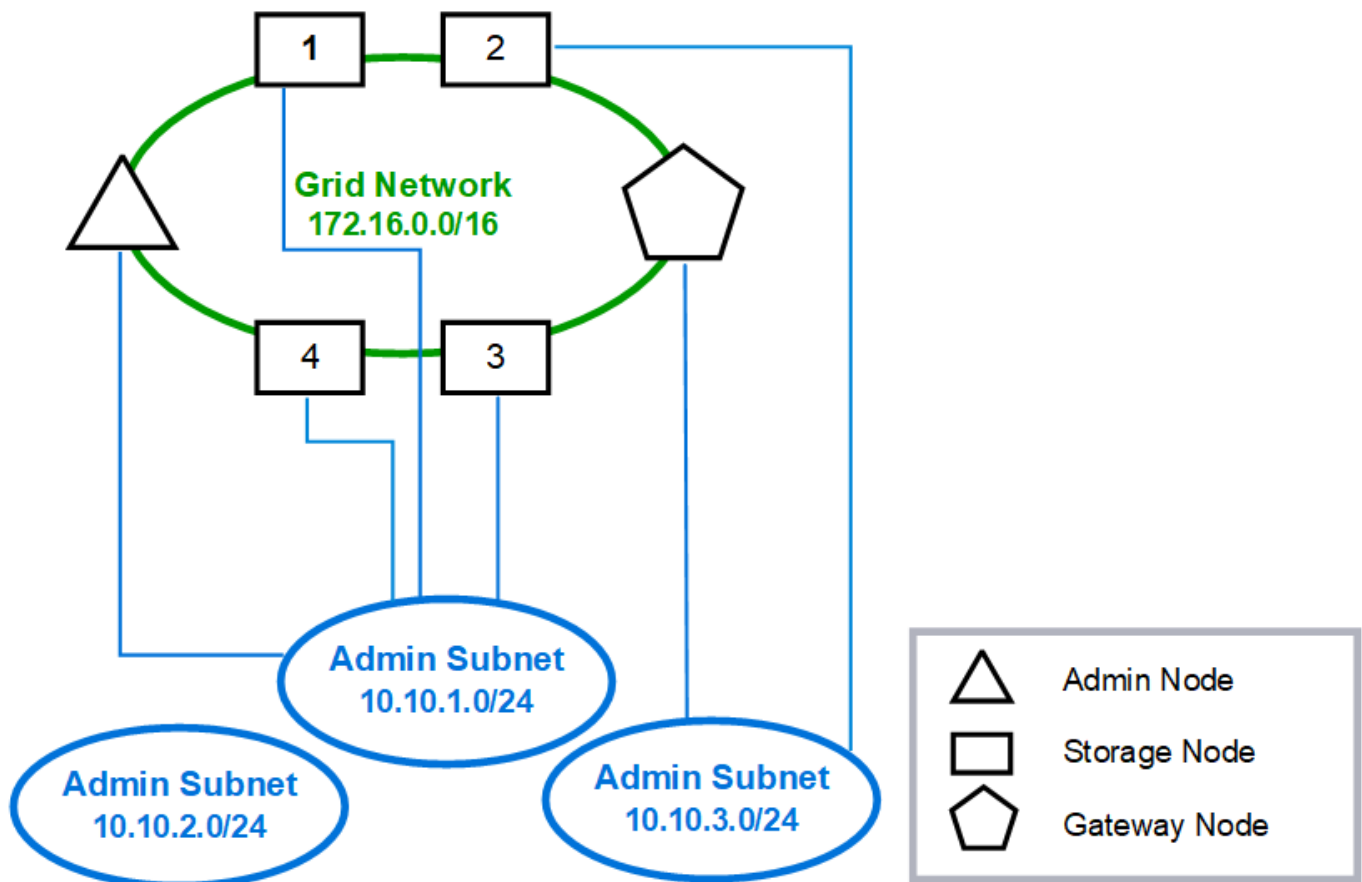 1
2
Grid Network
172.16.0.0/16
4
3
Admin Subnet
10.10.1.0/24
Admin Subnet
10.10.2.0/24
Admin Subnet
10.10.3.0/24
Admin Node
Storage Node
Gateway Node